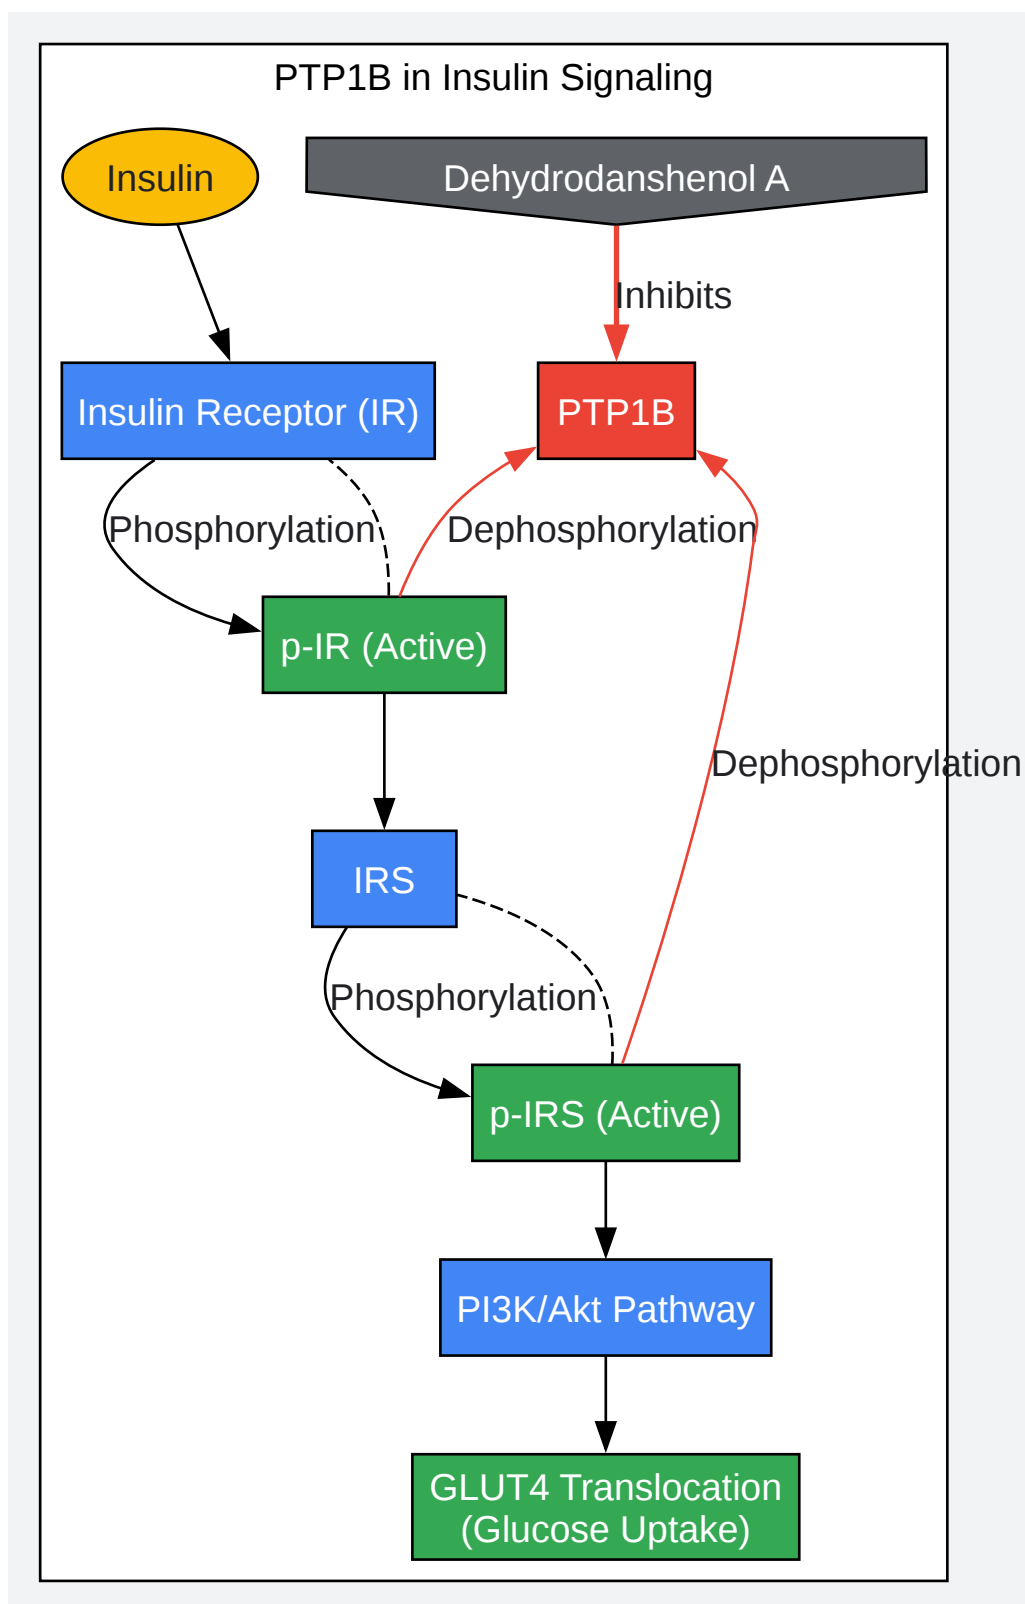 PTP1B in Insulin Signaling
Insulin
Dehydrodanshenol A
Inhibits
Insulin Receptor (IR)
PTP1B
Phosphorylation
Dephosphorylation
p-IR (Active)
Dephosphorylation
IRS
Phosphorylation
p-IRS (Active)
PI3K/Akt Pathway
GLUT4 Translocation
(Glucose Uptake)